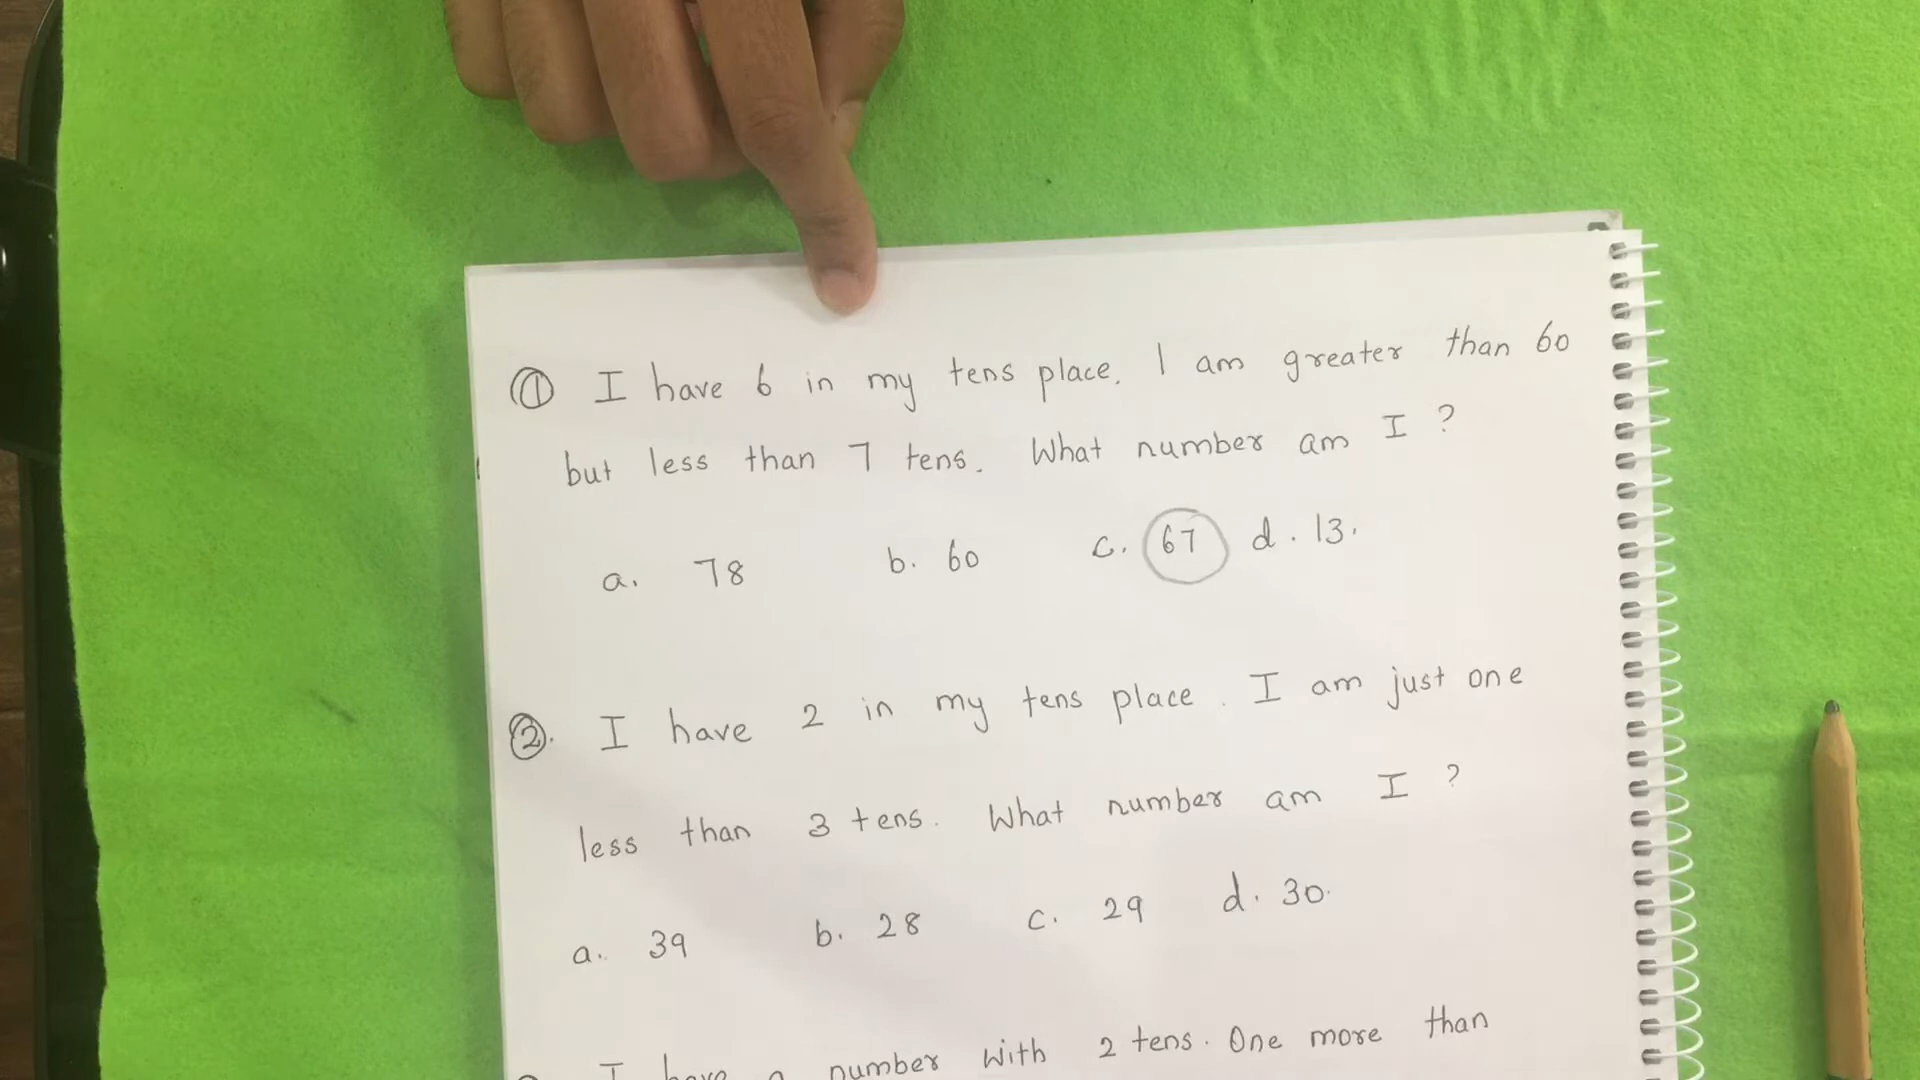 ① I have 6 in my tens place. I am greater than 60
but less than 7 tens. What number am I ?
a. 78 b. 60 c. 67 d. 13.
②. I have 2 in my tens place. I am just one
less than 3 tens. What number am I ?
a. 39 b. 28 c. 29 d. 30.
I have a number with 2 tens. One more than